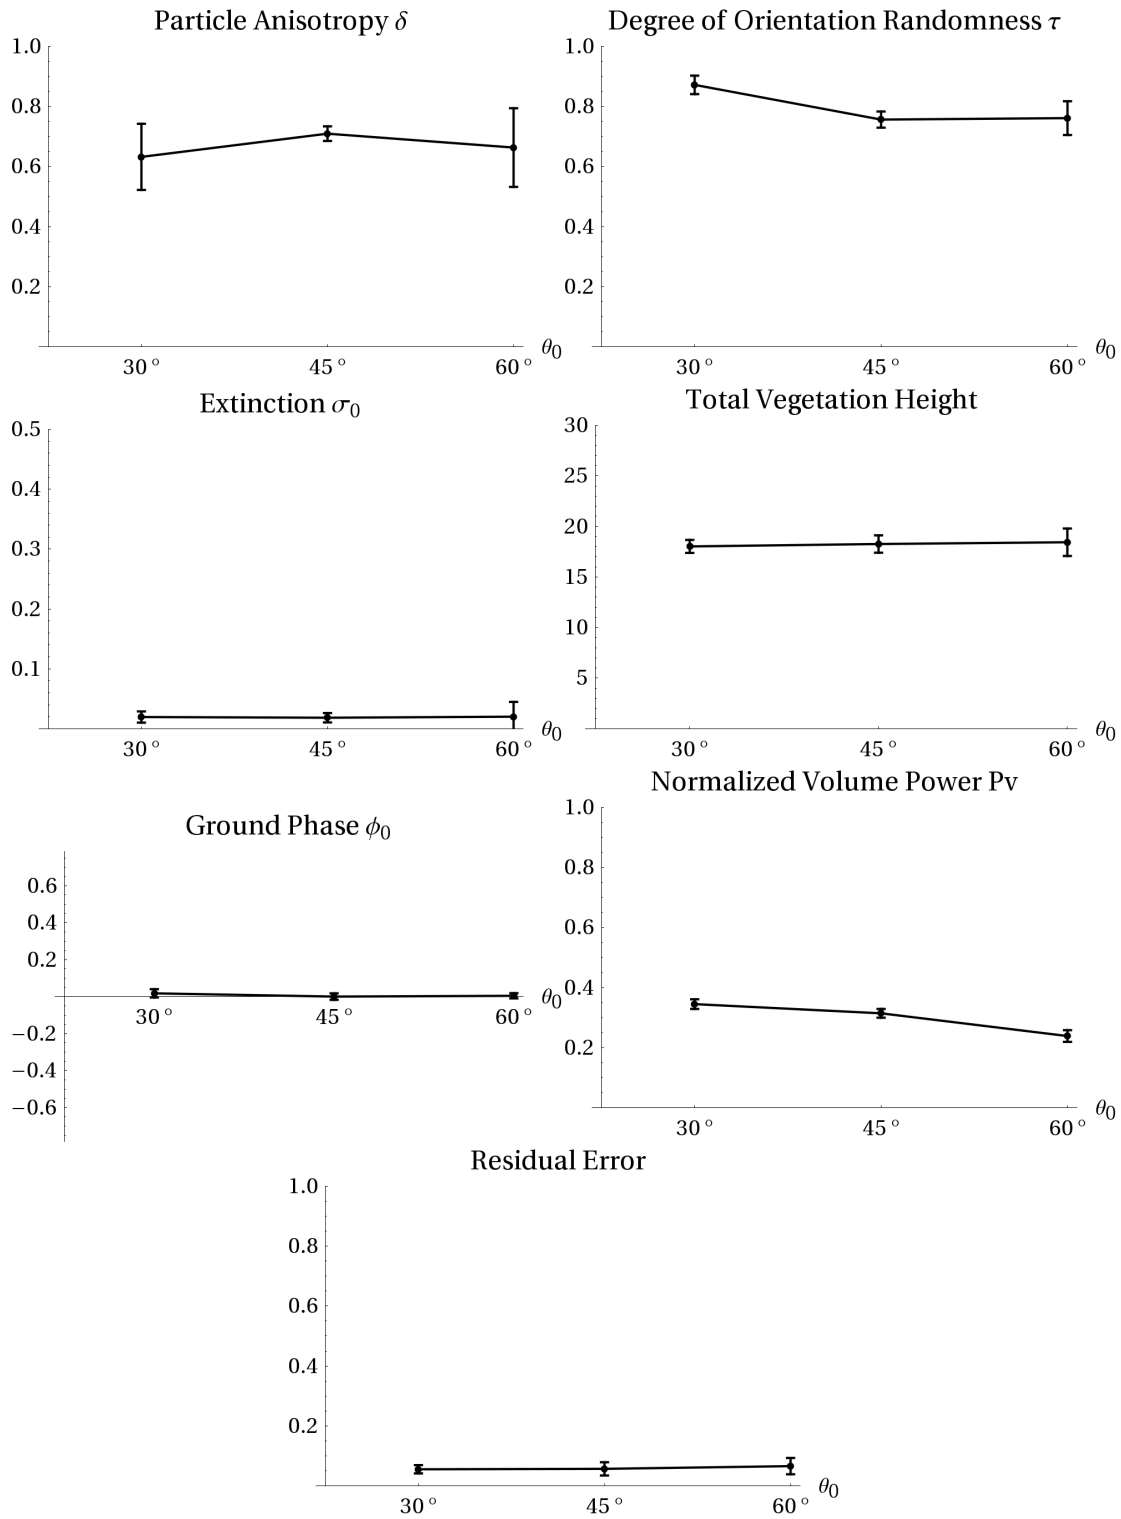 Particle Anisotropy δ
1.0
0.8
0.6
0.4
0.2
30° 45° 60° θ0
Degree of Orientation Randomness τ
1.0
0.8
0.6
0.4
0.2
30° 45° 60° θ0
Extinction σ0
0.5
0.4
0.3
0.2
0.1
30° 45° 60° θ0
Total Vegetation Height
30
25
20
15
10
5
30° 45° 60° θ0
Ground Phase ϕ0
0.6
0.4
0.2
30° 45° 60° θ0
−0.2
−0.4
−0.6
Normalized Volume Power Pv
1.0
0.8
0.6
0.4
0.2
30° 45° 60° θ0
Residual Error
1.0
0.8
0.6
0.4
0.2
30° 45° 60° θ0